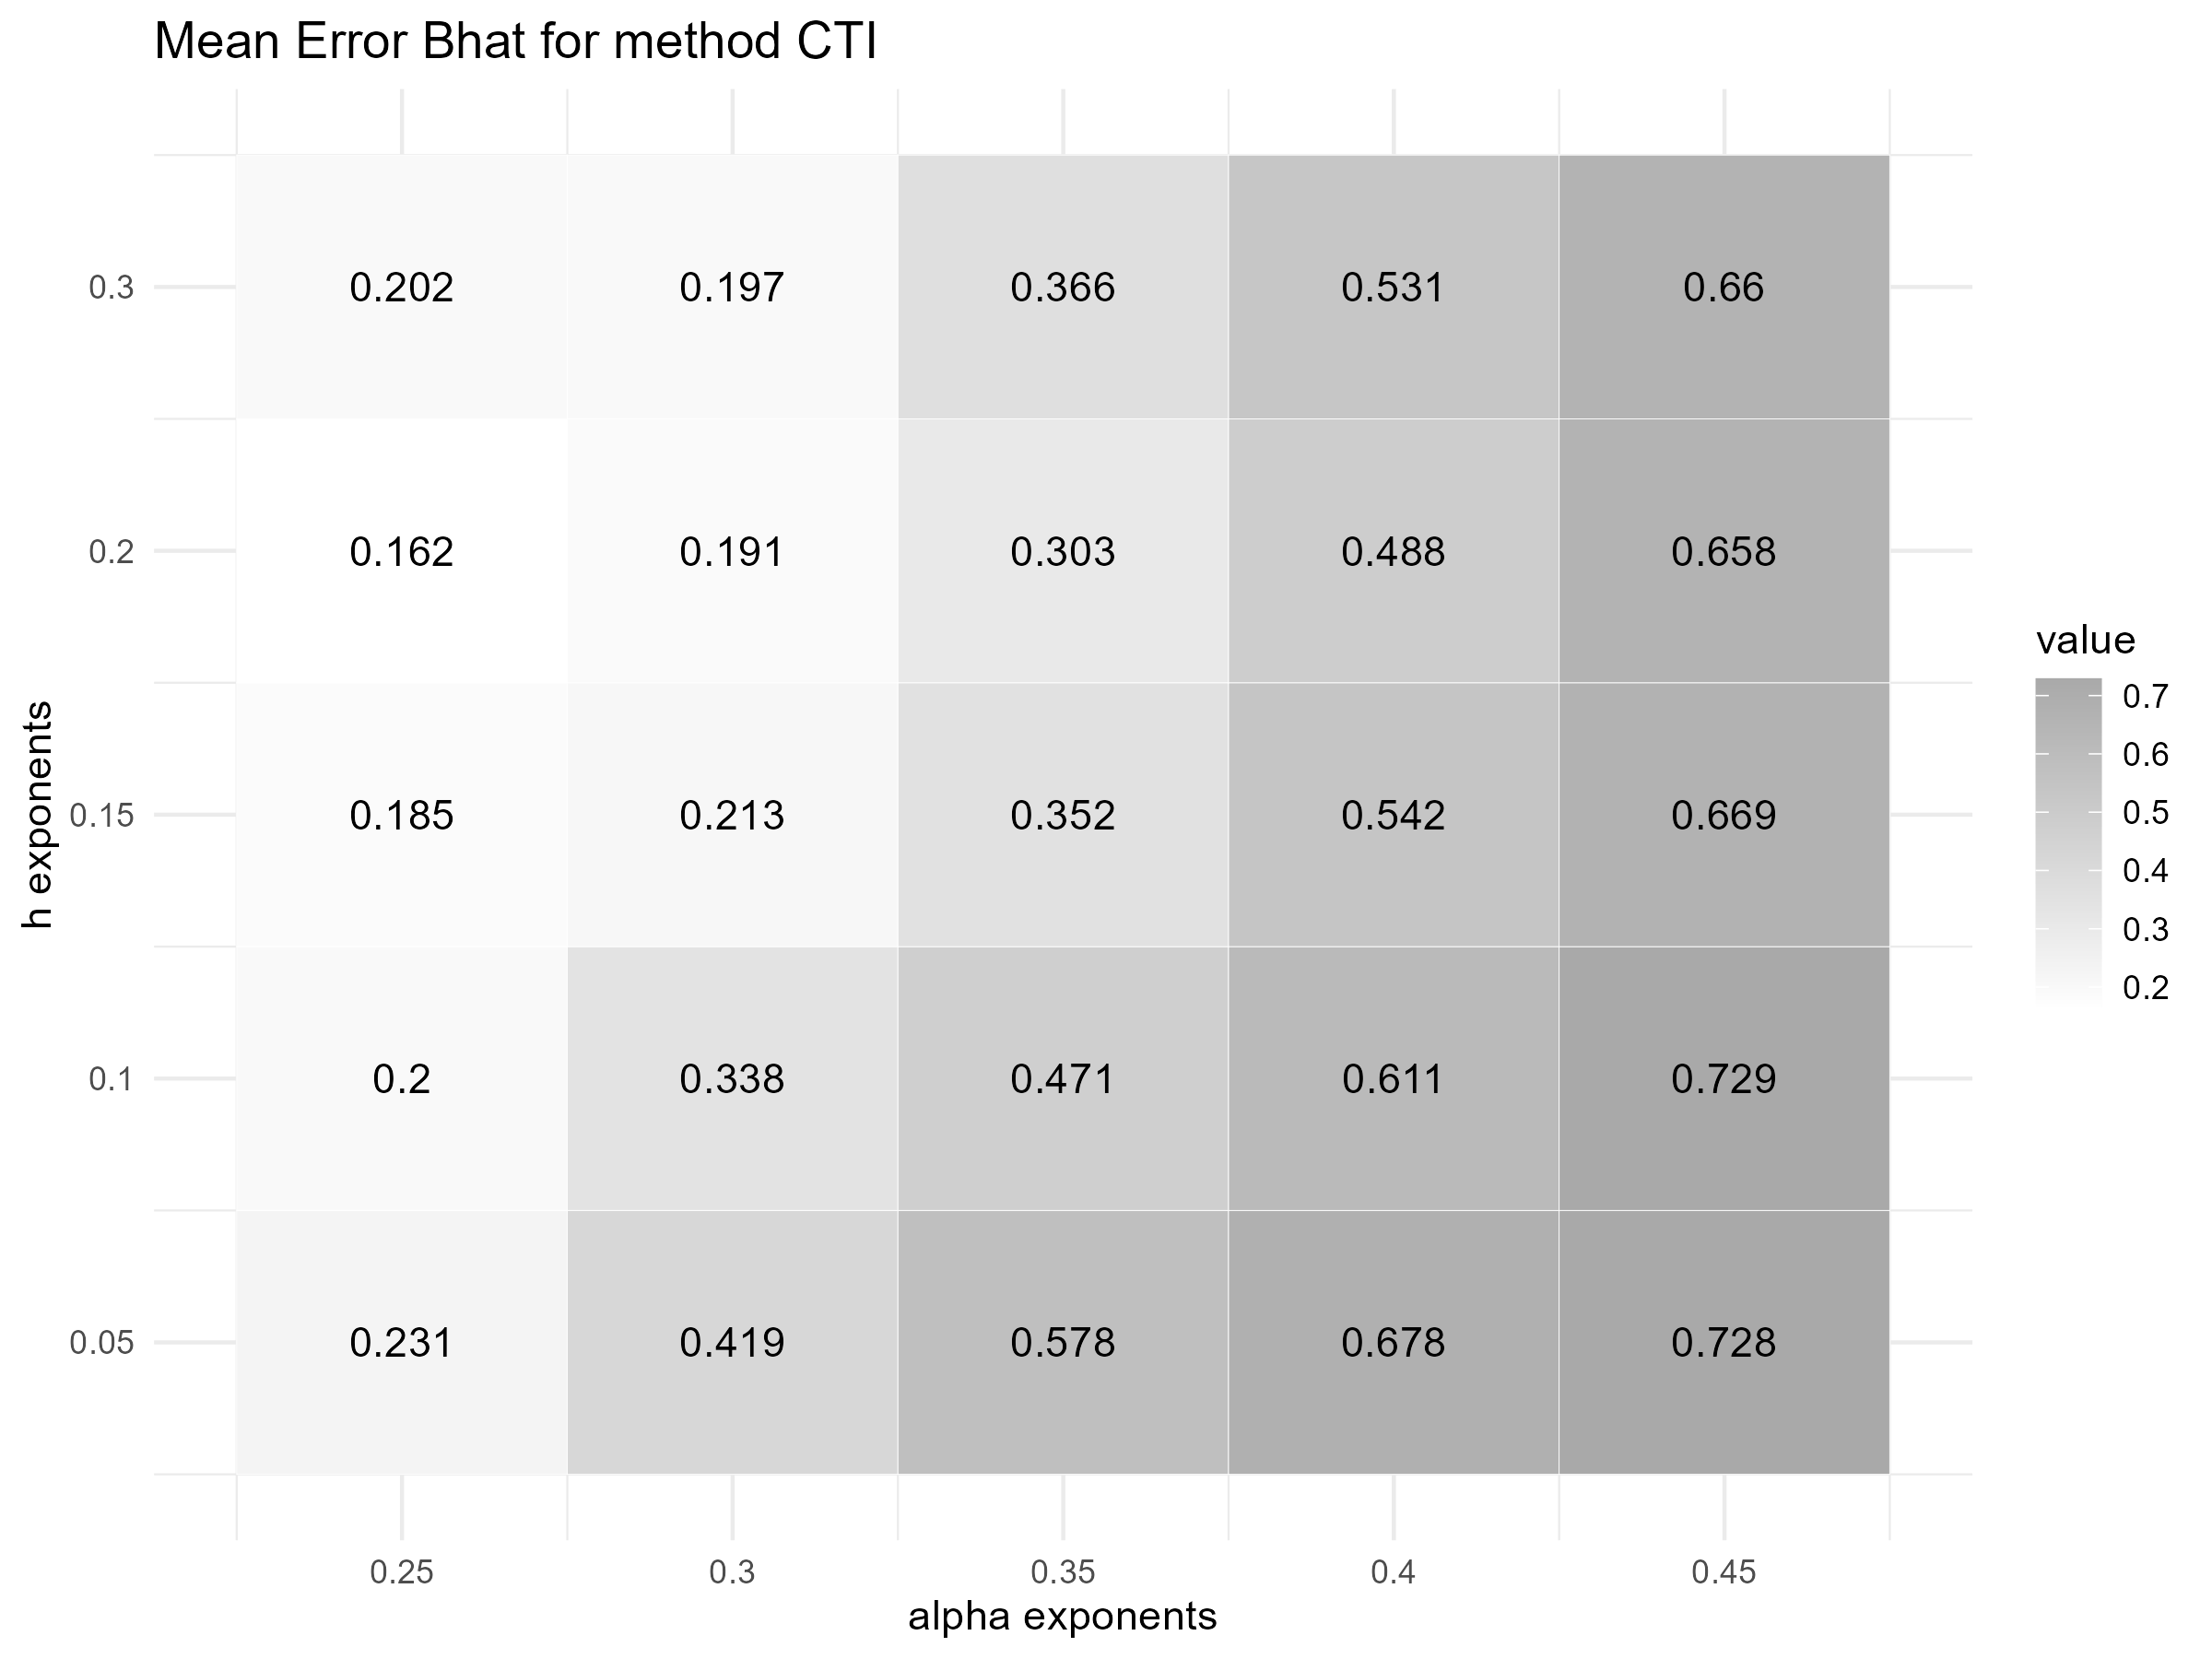 Mean Error Bhat for method CTI
h exponents
0.3 0.202 0.197 0.366 0.531 0.66
0.2 0.162 0.191 0.303 0.488 0.658
0.15 0.185 0.213 0.352 0.542 0.669
0.1 0.2 0.338 0.471 0.611 0.729
0.05 0.231 0.419 0.578 0.678 0.728
0.25 0.3 0.35 0.4 0.45
alpha exponents
value
0.7
0.6
0.5
0.4
0.3
0.2